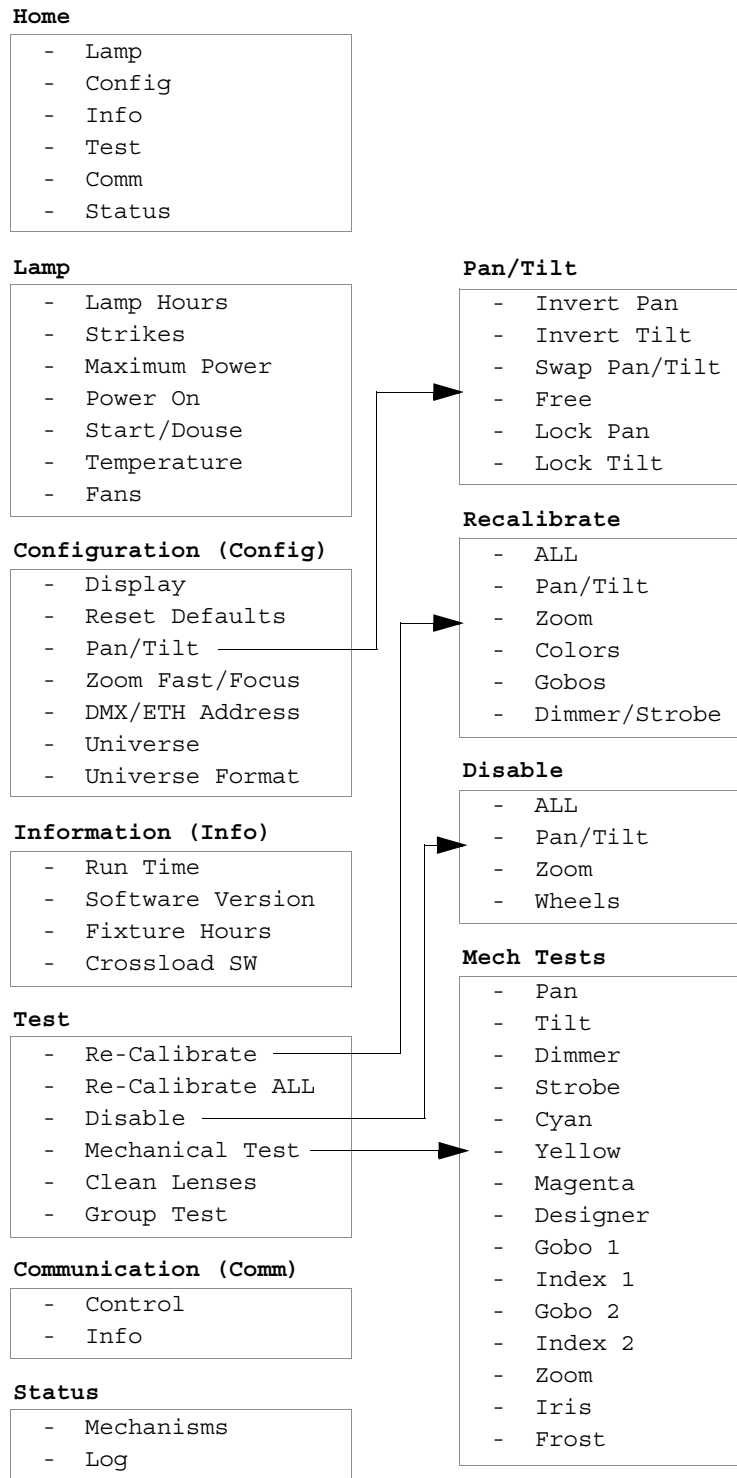 Home
- Lamp
- Config
- Info
- Test
- Comm
- Status
Lamp
- Lamp Hours
- Strikes
- Maximum Power
- Power On
- Start/Douse
- Temperature
- Fans
Configuration (Config)
- Display
- Reset Defaults
- Pan/Tilt
- Zoom Fast/Focus
- DMX/ETH Address
- Universe
- Universe Format
Information (Info)
- Run Time
- Software Version
- Fixture Hours
- Crossload SW
Test
- Re-Calibrate
- Re-Calibrate ALL
- Disable
- Mechanical Test
- Clean Lenses
- Group Test
Communication (Comm)
- Control
- Info
Status
- Mechanisms
- Log
Pan/Tilt
- Invert Pan
- Invert Tilt
- Swap Pan/Tilt
- Free
- Lock Pan
- Lock Tilt
Recalibrate
- ALL
- Pan/Tilt
- Zoom
- Colors
- Gobos
- Dimmer/Strobe
Disable
- ALL
- Pan/Tilt
- Zoom
- Wheels
Mech Tests
- Pan
- Tilt
- Dimmer
- Strobe
- Cyan
- Yellow
- Magenta
- Designer
- Gobo 1
- Index 1
- Gobo 2
- Index 2
- Zoom
- Iris
- Frost